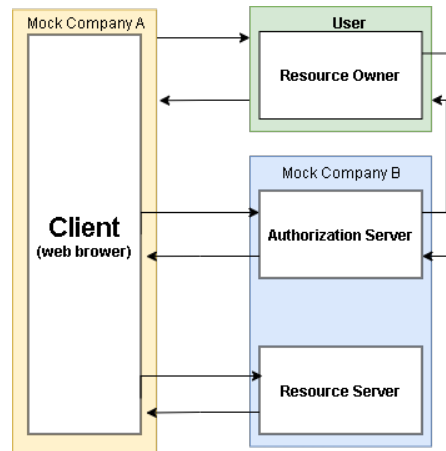 Mock Company A
User
Resource Owner
Mock Company B
Client
(web brower)
Authorization Server
Resource Server